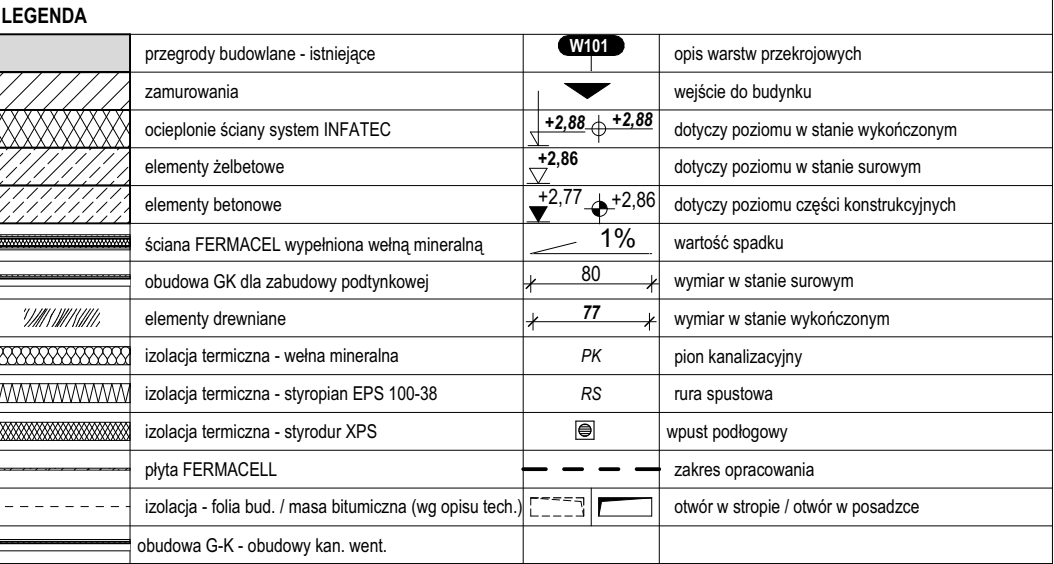 LEGENDA
przegrody budowlane - istniejące W101 opis warstw przekrojowych
zamurowania wejście do budynku
ocieplonie ściany system INFATEC +2,88 +2,88 dotyczy poziomu w stanie wykończonym
elementy żelbetowe +2,86 dotyczy poziomu w stanie surowym
elementy betonowe +2,77 +2,86 dotyczy poziomu części konstrukcyjnych
ściana FERMACEL wypełniona wełną mineralną 1% wartość spadku
obudowa GK dla zabudowy podtynkowej 80 wymiar w stanie surowym
elementy drewniane 77 wymiar w stanie wykończonym
izolacja termiczna - wełna mineralna PK pion kanalizacyjny
izolacja termiczna - styropian EPS 100-38 RS rura spustowa
izolacja termiczna - styrodur XPS wpust podłogowy
płyta FERMACELL zakres opracowania
izolacja - folia bud. / masa bitumiczna (wg opisu tech.) otwór w stropie / otwór w posadzce
obudowa G-K - obudowy kan. went.